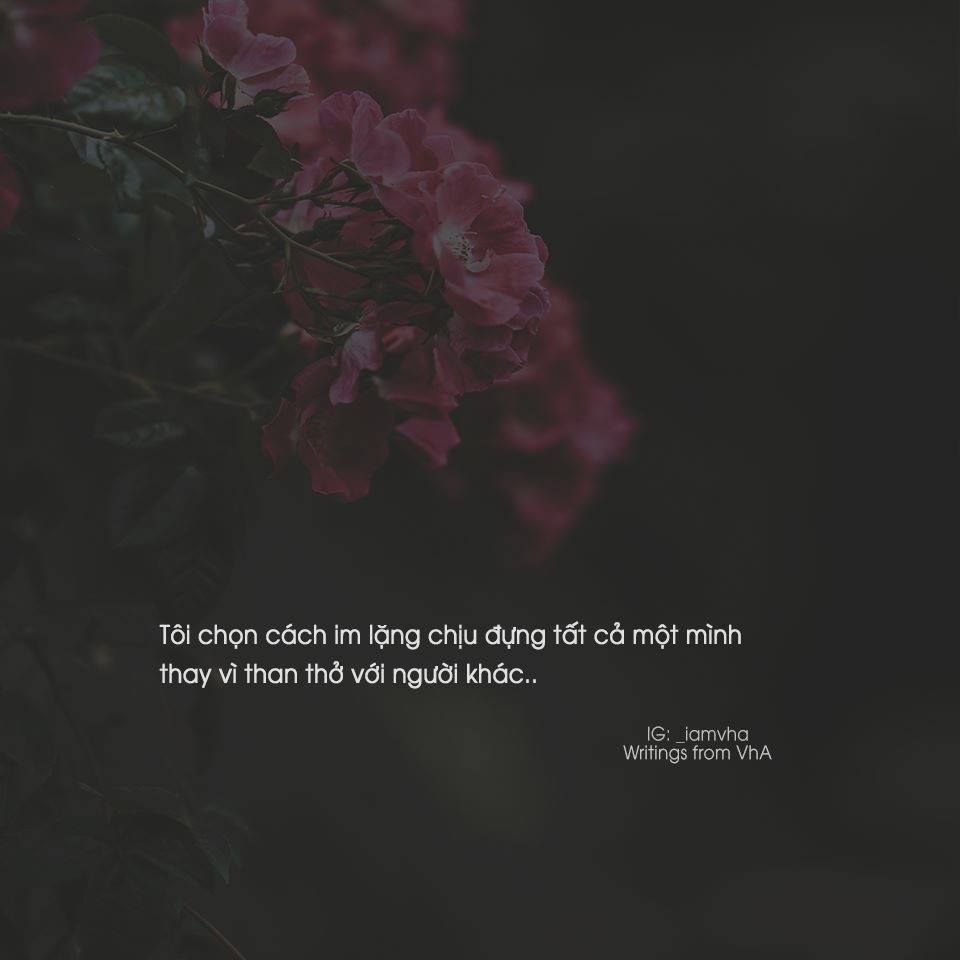 Tôi chọn cách im lặng chịu đựng tất cả một mình
thay vì than thở với người khác..
IG: _iamvha
Writings from VhA